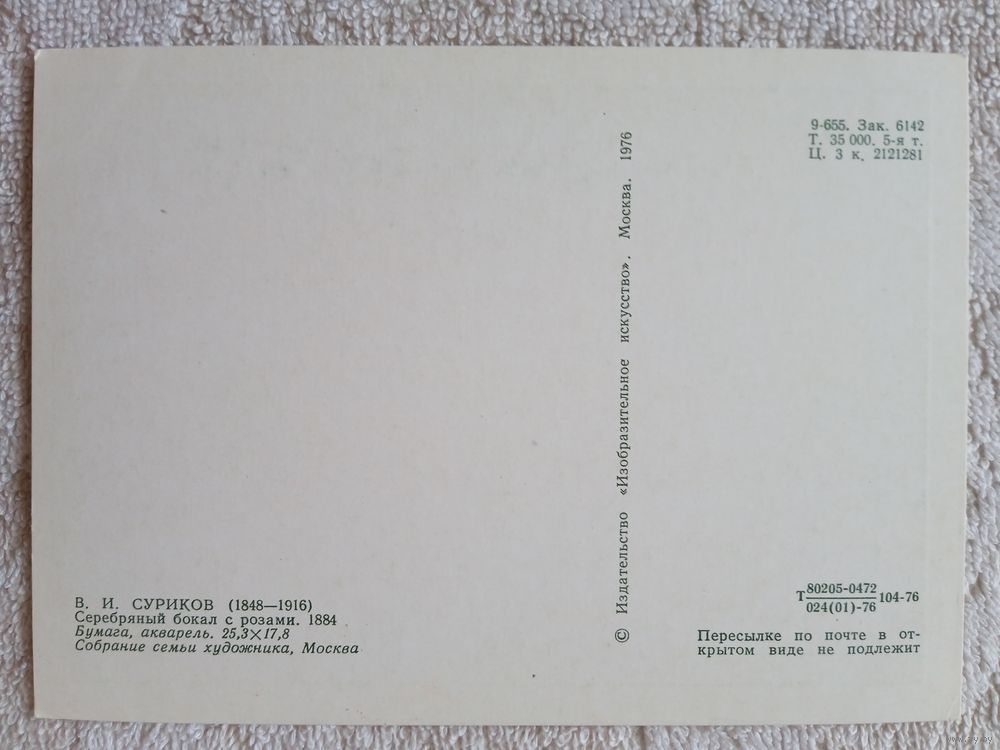 9-655. Зак. 6142
Т. 35 000. 5-я т.
Ц. 3 к. 2121281
© Издательство «Изобразительное искусство». Москва. 1976
В. И. СУРИКОВ (1848—1916)
Серебряный бокал с розами. 1884
Бумага, акварель. 25,3×17,8
Собрание семьи художника, Москва
Т 80205-0472 104-76
024(01)-76
Пересылке по почте в от-
крытом виде не подлежит